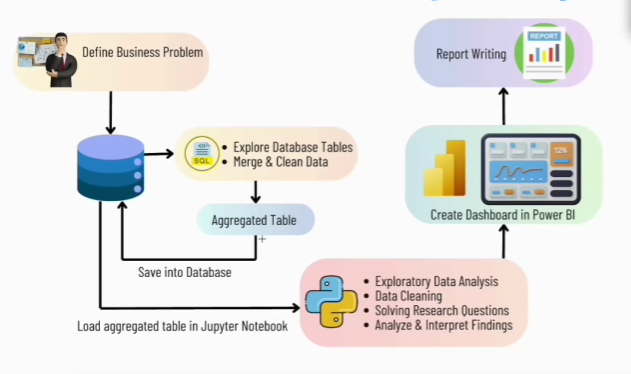 Define Business Problem
REPORT
Report Writing
SQL
Explore Database Tables
Merge & Clean Data
12%
Aggregated Table
Create Dashboard in Power BI
Save into Database
Exploratory Data Analysis
Data Cleaning
Solving Research Questions
Analyze & Interpret Findings
Load aggregated table in Jupyter Notebook